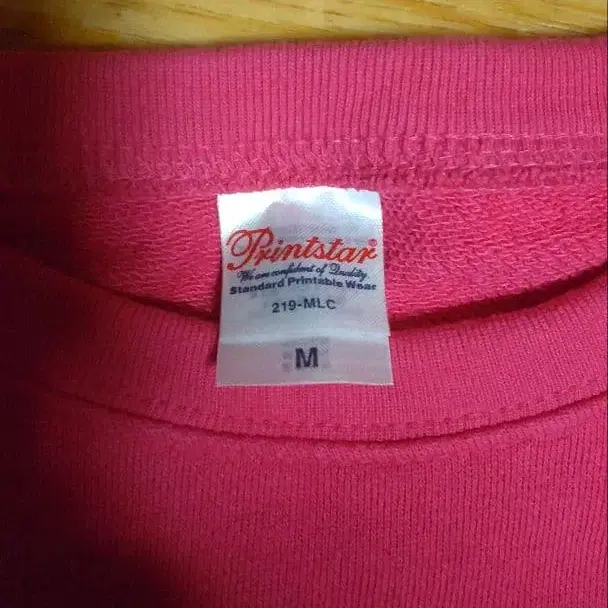 Printstar®
We are confident of Quality
Standard Printable Wear
219-MLC
M